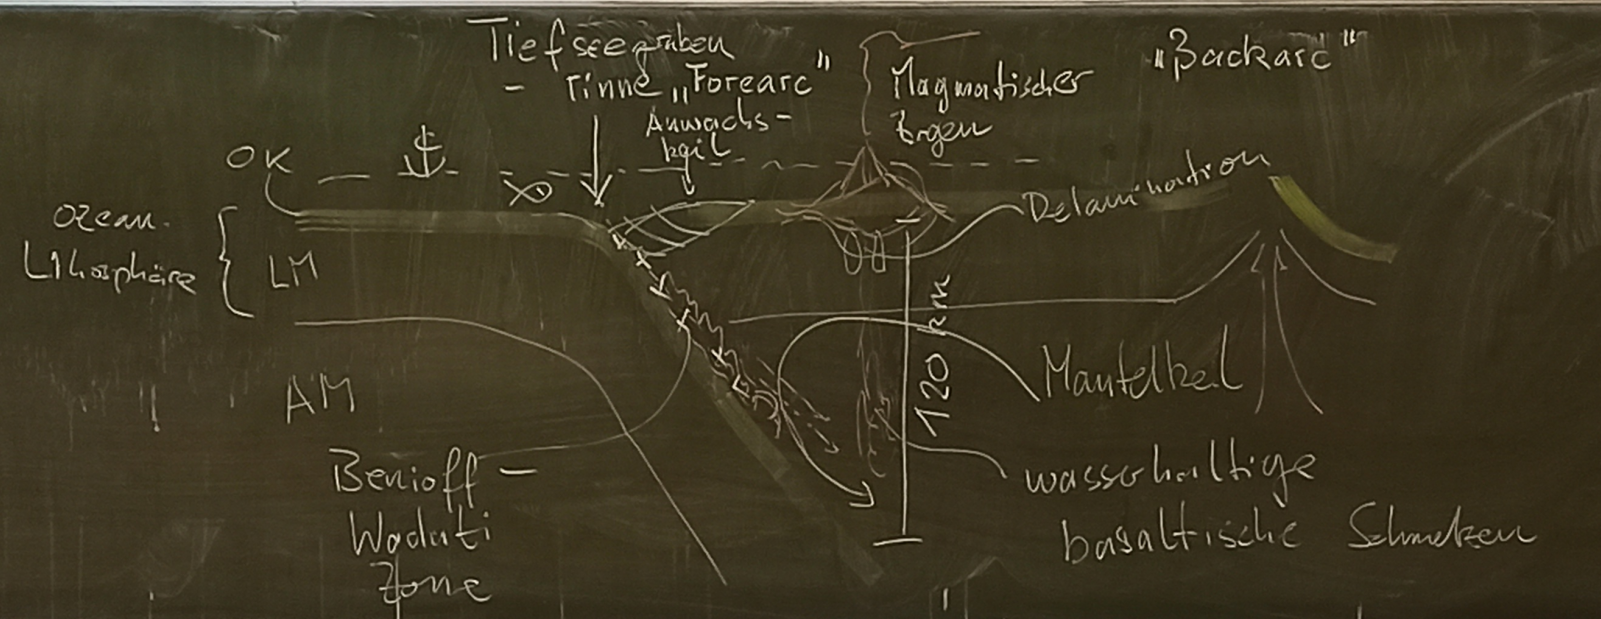 Tiefseegraben
- rinne „Forearc"
Anwachs-
keil
Magmatischer
Bogen
„Backarc"
OK
Ozean.
Lithosphäre
LM
AM
Delamination
120 km
Mantelkeil
Benioff -
Wadati
Zone
wasserhaltige
basaltische Schmelzen